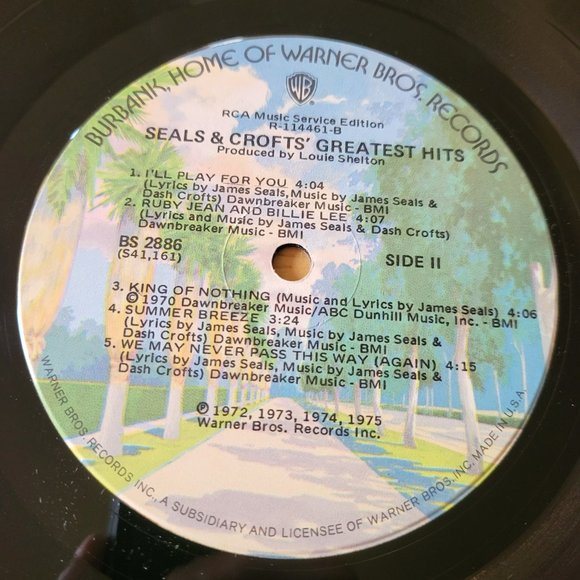 BURBANK, HOME OF WARNER BROS. RECORDS
WB
RCA Music Service Edition
R-114461-B
SEALS & CROFTS' GREATEST HITS
Produced by Louie Shelton
1. I'LL PLAY FOR YOU 4:04
(Lyrics by James Seals, Music by James Seals &
Dash Crofts) Dawnbreaker Music - BMI
2. RUBY JEAN AND BILLIE LEE 4:07
(Lyrics and Music by James Seals & Dash Crofts)
Dawnbreaker Music - BMI
BS 2886
(S41,161)
SIDE II
3. KING OF NOTHING (Music and Lyrics by James Seals) 4:06
© 1970 Dawnbreaker Music/ABC Dunhill Music, Inc. - BMI
4. SUMMER BREEZE 3:24
(Lyrics by James Seals, Music by James Seals &
Dash Crofts) Dawnbreaker Music - BMI
5. WE MAY NEVER PASS THIS WAY (AGAIN) 4:15
(Lyrics by James Seals, Music by James Seals &
Dash Crofts) Dawnbreaker Music - BMI
℗ 1972, 1973, 1974, 1975
Warner Bros. Records Inc.
WARNER BROS. RECORDS INC., A SUBSIDIARY AND LICENSEE OF WARNER BROS. INC. MADE IN U.S.A.